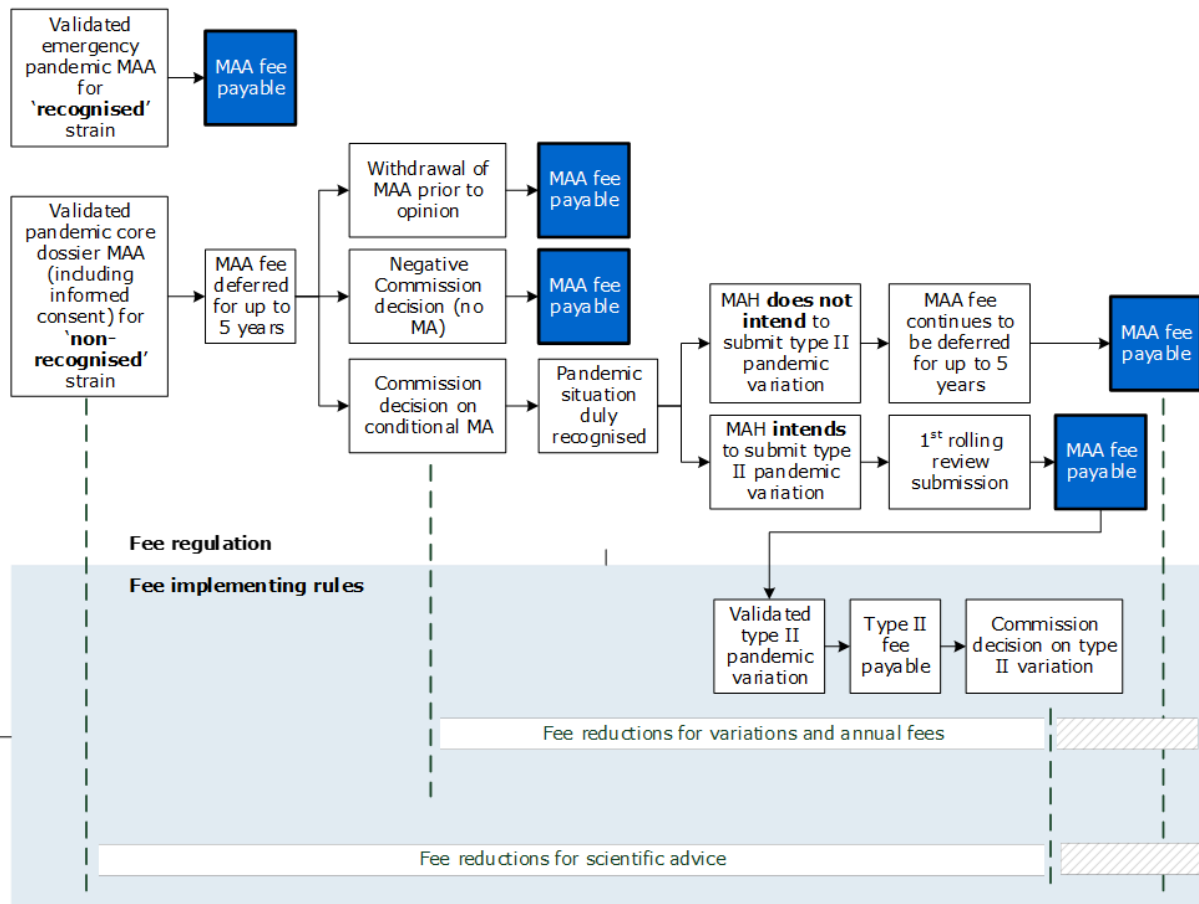 Validated
emergency
pandemic MAA
for
‘recognised’
strain
MAA fee
payable
Validated
pandemic core
dossier MAA
(including
informed
consent) for
‘non-
recognised’
strain
MAA fee
deferred
for up to
5 years
Withdrawal of
MAA prior to
opinion
MAA fee
payable
Negative
Commission
decision (no
MA)
MAA fee
payable
Commission
decision on
conditional MA
Pandemic
situation
duly
recognised
MAH does not
intend to
submit type II
pandemic
variation
MAA fee
continues to
be deferred
for up to 5
years
MAA fee
payable
MAH intends
to submit type
II pandemic
variation
1st rolling
review
submission
MAA fee
payable
Fee regulation
Fee implementing rules
Validated
type II
pandemic
variation
Type II
fee
payable
Commission
decision on type
II variation
Fee reductions for variations and annual fees
Fee reductions for scientific advice